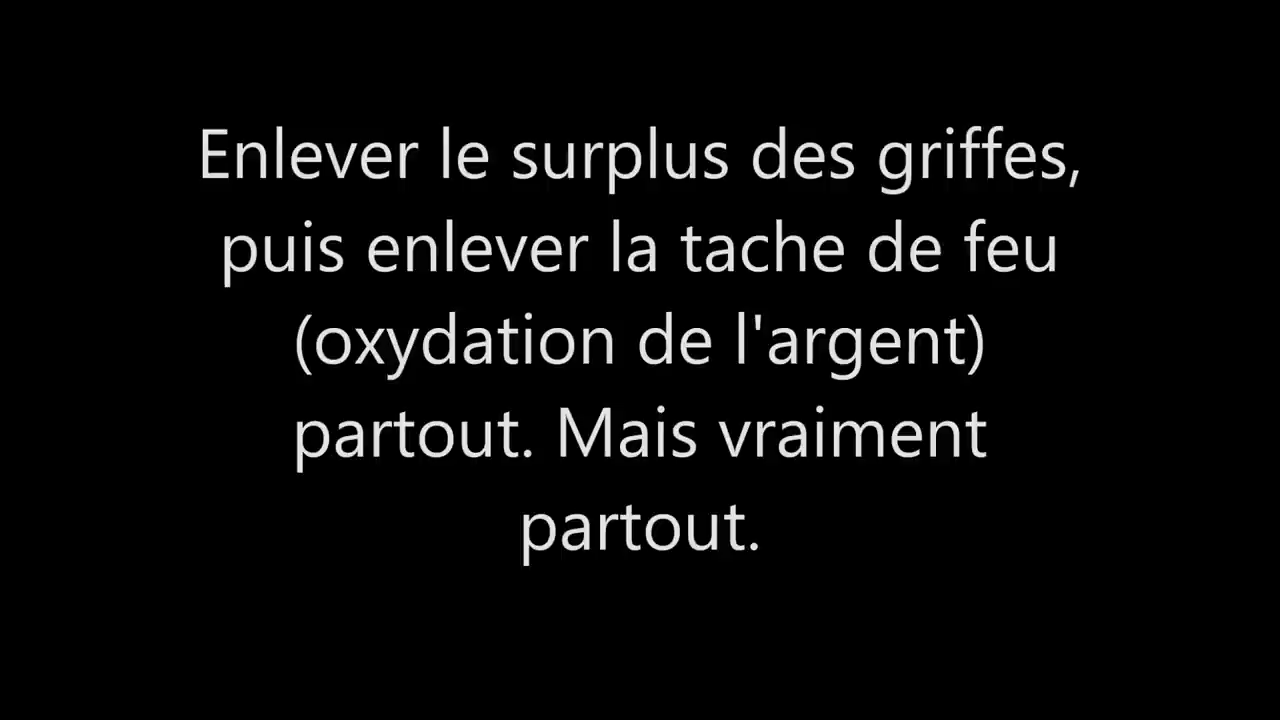 Enlever le surplus des griffes,
puis enlever la tache de feu
(oxydation de l'argent)
partout. Mais vraiment
partout.